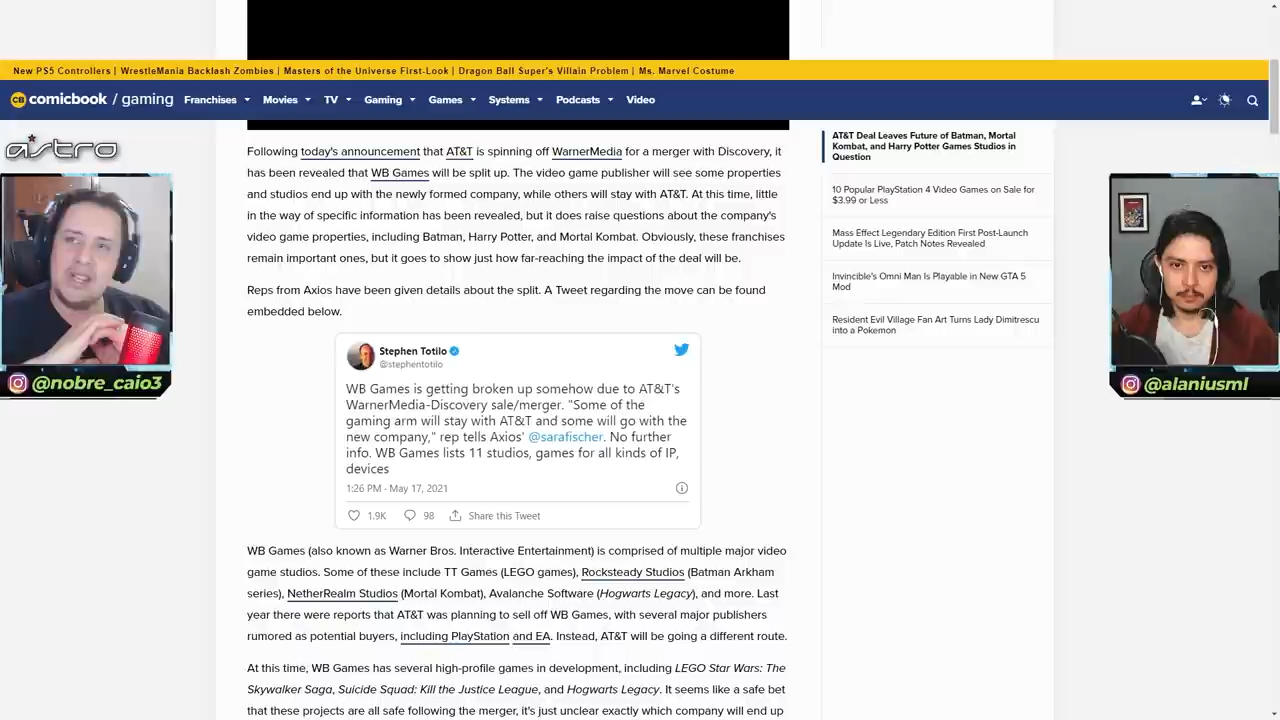 New PS5 Controllers | WrestleMania Backlash Zombies | Masters of the Universe First-Look | Dragon Ball Super's Villain Problem | Ms. Marvel Costume
CB comicbook / gaming Franchises Movies TV Gaming Games Systems Podcasts Video
astro
@nobre_caio3
Following today's announcement that AT&T is spinning off WarnerMedia for a merger with Discovery, it
has been revealed that WB Games will be split up. The video game publisher will see some properties
and studios end up with the newly formed company, while others will stay with AT&T. At this time, little
in the way of specific information has been revealed, but it does raise questions about the company's
video game properties, including Batman, Harry Potter, and Mortal Kombat. Obviously, these franchises
remain important ones, but it goes to show just how far-reaching the impact of the deal will be.
Reps from Axios have been given details about the split. A Tweet regarding the move can be found
embedded below.
Stephen Totilo
@stephentotilo
WB Games is getting broken up somehow due to AT&T's
WarnerMedia-Discovery sale/merger. "Some of the
gaming arm will stay with AT&T and some will go with the
new company," rep tells Axios' @sarafischer. No further
info. WB Games lists 11 studios, games for all kinds of IP,
devices
1:26 PM - May 17, 2021
1.9K 98 Share this Tweet
WB Games (also known as Warner Bros. Interactive Entertainment) is comprised of multiple major video
game studios. Some of these include TT Games (LEGO games), Rocksteady Studios (Batman Arkham
series), NetherRealm Studios (Mortal Kombat), Avalanche Software (Hogwarts Legacy), and more. Last
year there were reports that AT&T was planning to sell off WB Games, with several major publishers
rumored as potential buyers, including PlayStation and EA. Instead, AT&T will be going a different route.
At this time, WB Games has several high-profile games in development, including LEGO Star Wars: The
Skywalker Saga, Suicide Squad: Kill the Justice League, and Hogwarts Legacy. It seems like a safe bet
that these projects are all safe following the merger, it's just unclear exactly which company will end up
AT&T Deal Leaves Future of Batman, Mortal
Kombat, and Harry Potter Games Studios in
Question
10 Popular PlayStation 4 Video Games on Sale for
$3.99 or Less
Mass Effect Legendary Edition First Post-Launch
Update Is Live, Patch Notes Revealed
Invincible's Omni Man Is Playable in New GTA 5
Mod
Resident Evil Village Fan Art Turns Lady Dimitrescu
into a Pokemon
@alaniusml